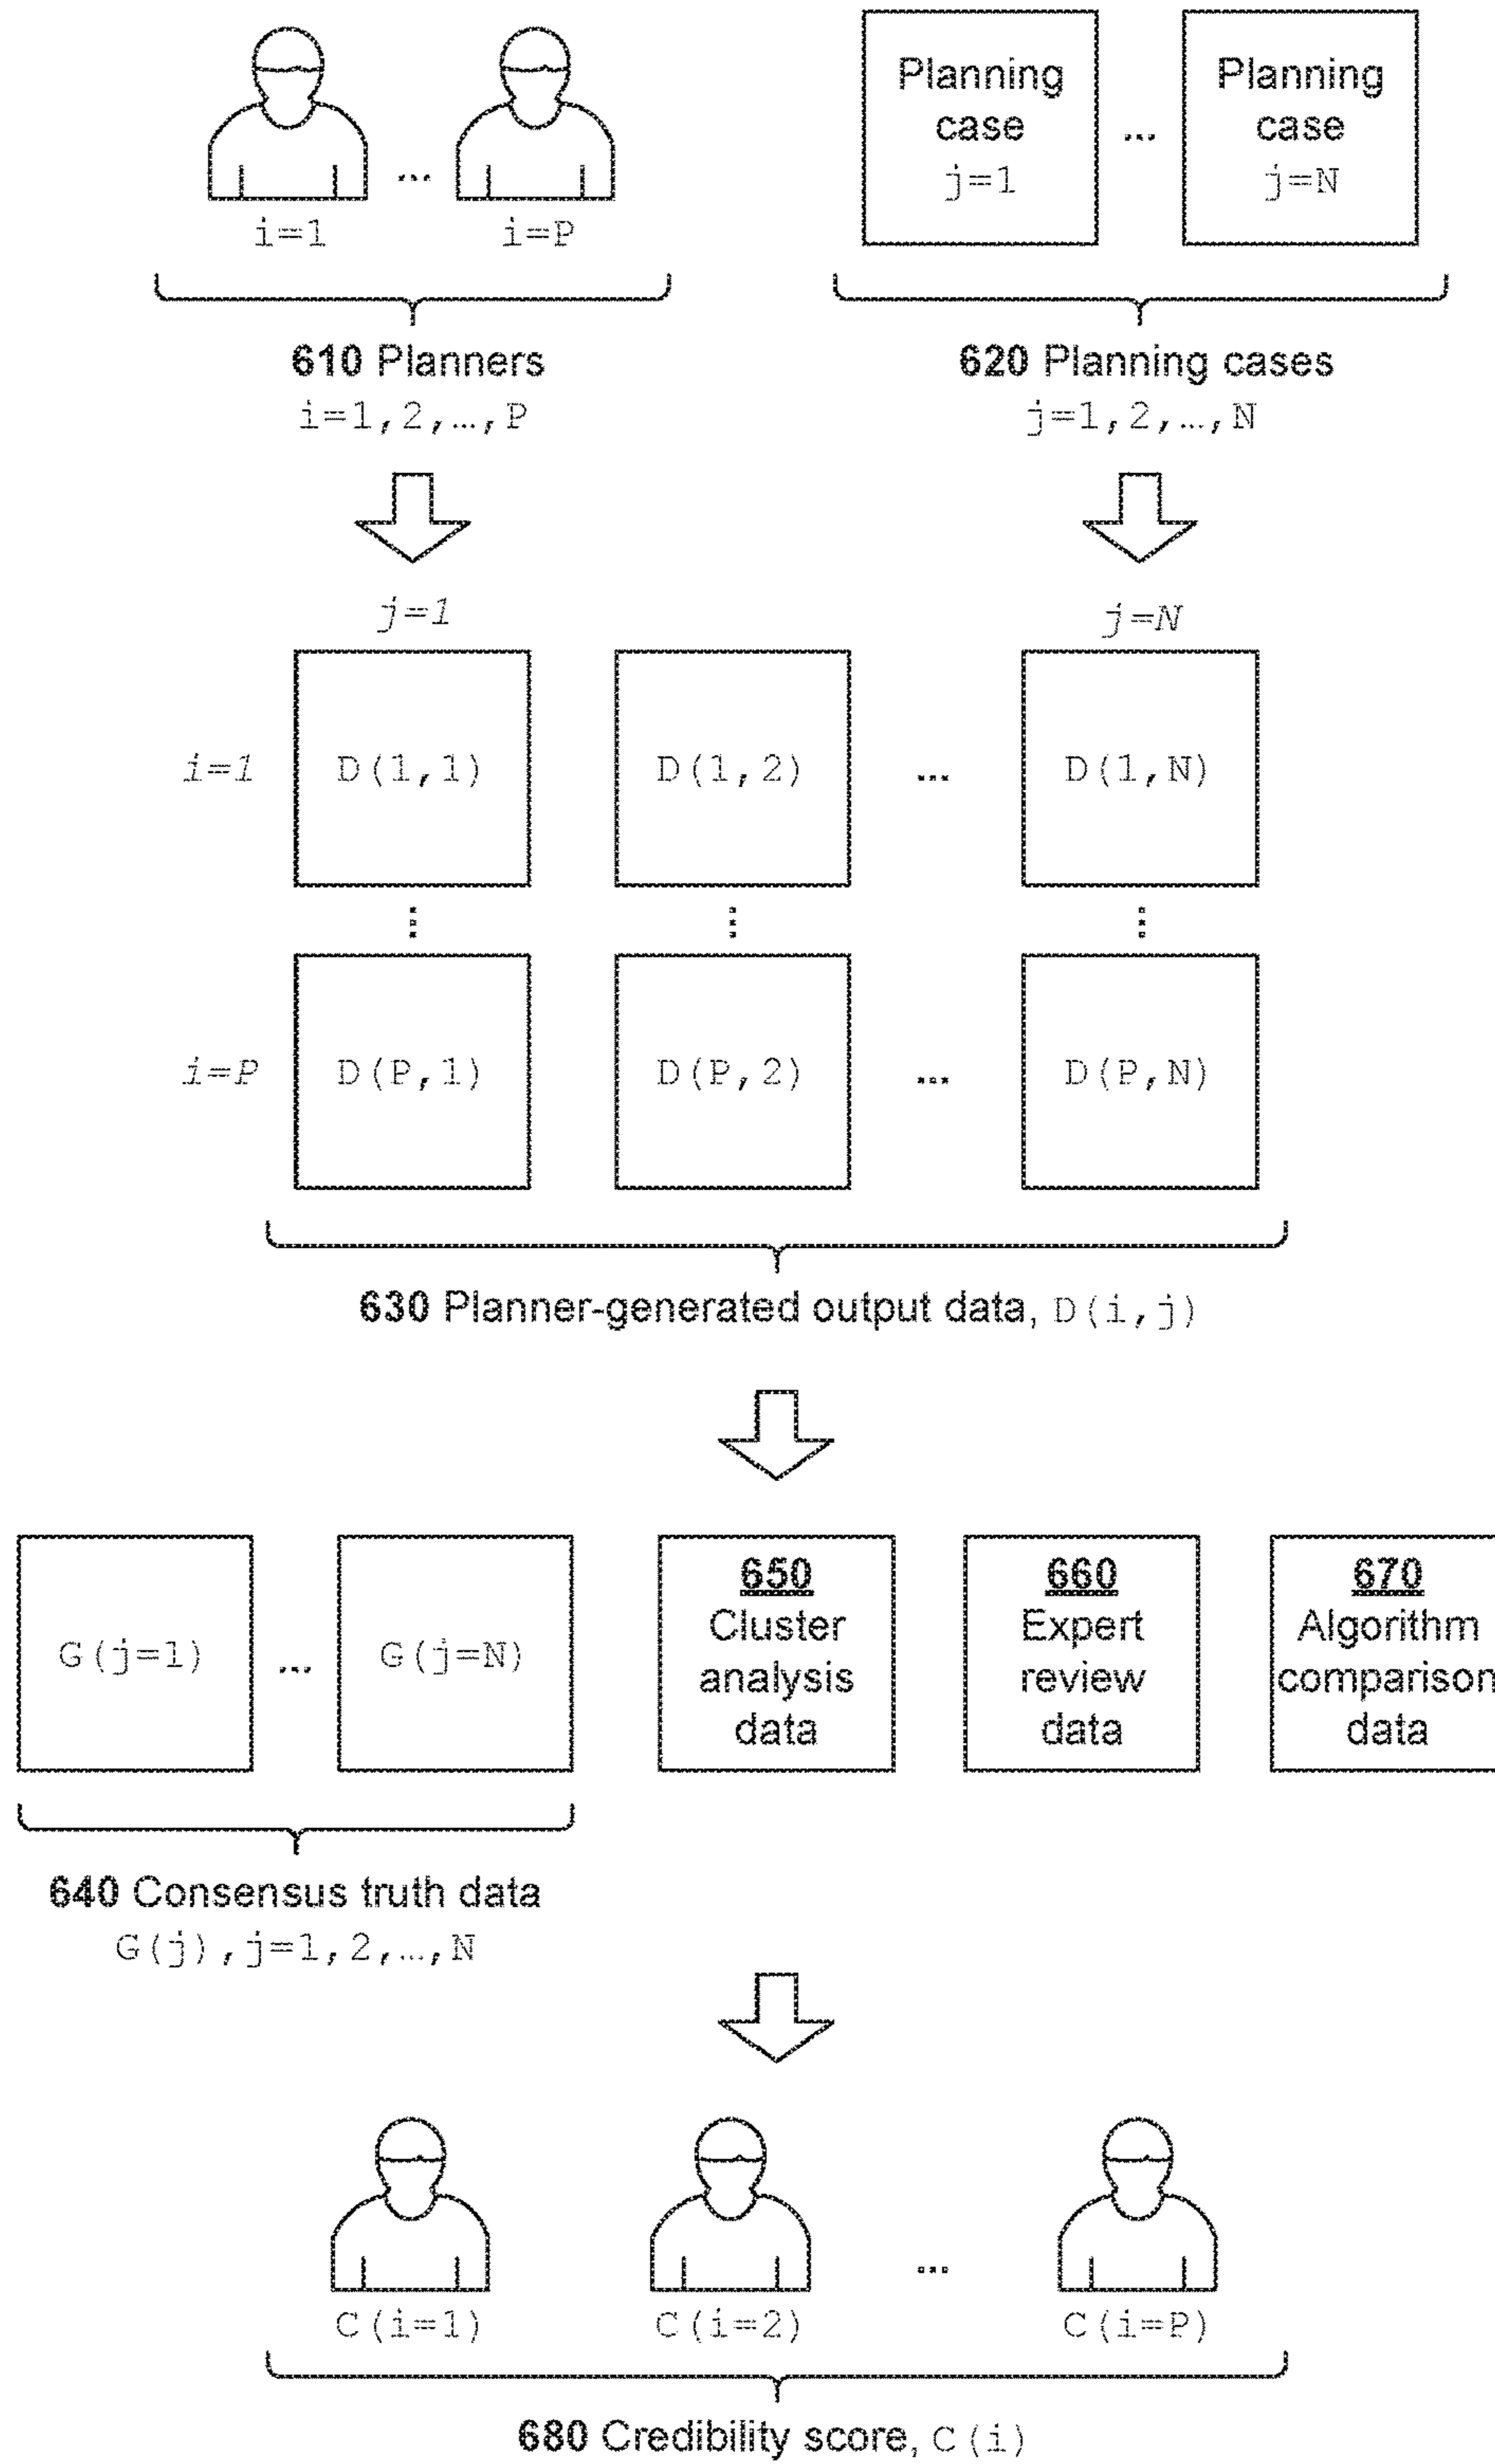 Planning
case
j=1
...
Planning
case
j=N
...
i=1
i=P
610 Planners
i=1,2,…,P
620 Planning cases
j=1,2,…,N
j=1
j=N
i=1
D(1,1)
D(1,2)
...
D(1,N)
i=P
D(P,1)
D(P,2)
...
D(P,N)
630 Planner-generated output data, D(i,j)
G(j=1)
...
G(j=N)
650
Cluster
analysis
data
660
Expert
review
data
670
Algorithm
comparison
data
640 Consensus truth data
G(j),j=1,2,…,N
C(i=1)
C(i=2)
...
C(i=P)
680 Credibility score, C(i)